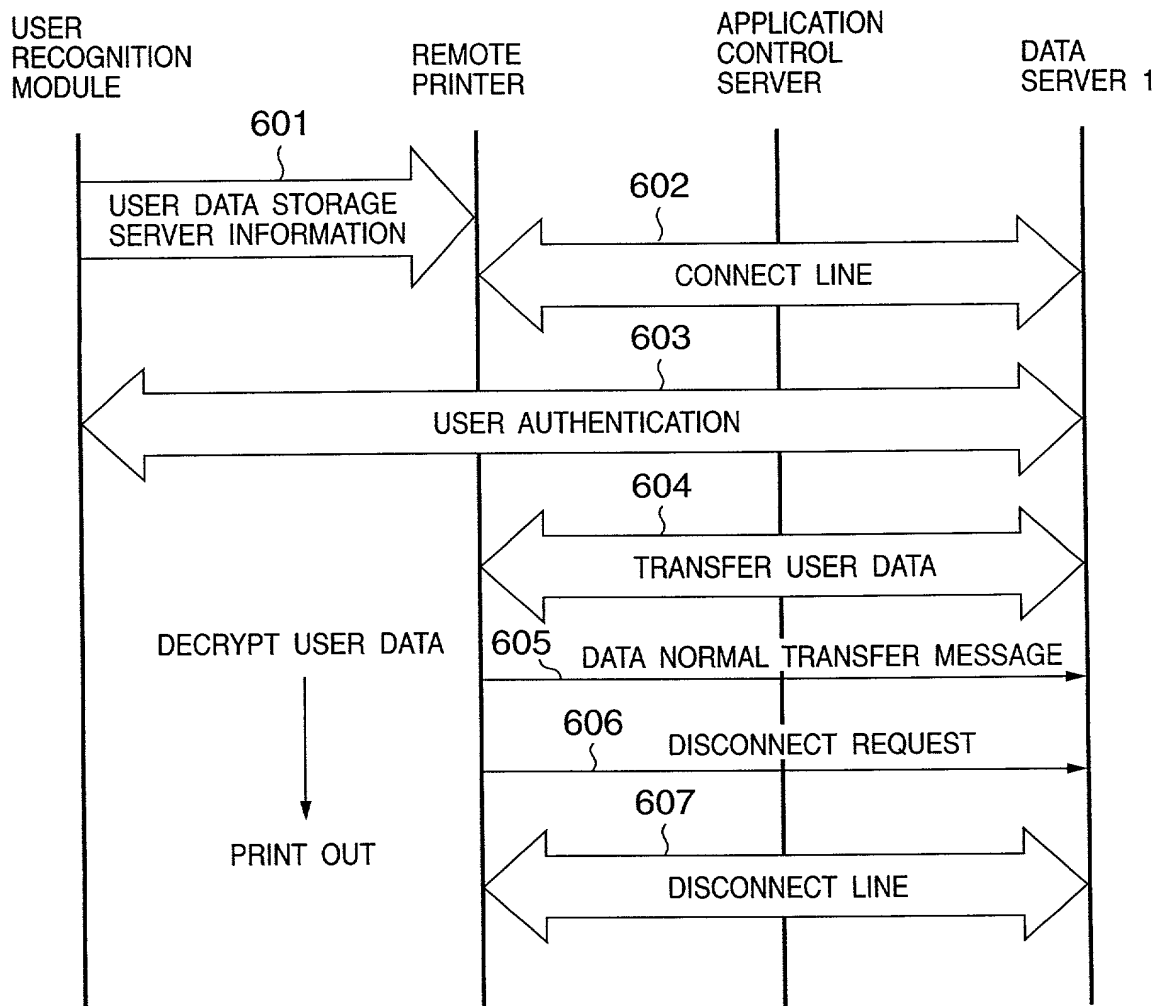 USER
RECOGNITION
MODULE
REMOTE
PRINTER
APPLICATION
CONTROL
SERVER
DATA
SERVER 1
601
USER DATA STORAGE
SERVER INFORMATION
602
CONNECT LINE
603
USER AUTHENTICATION
604
TRANSFER USER DATA
DECRYPT USER DATA
605
DATA NORMAL TRANSFER MESSAGE
606
DISCONNECT REQUEST
PRINT OUT
607
DISCONNECT LINE